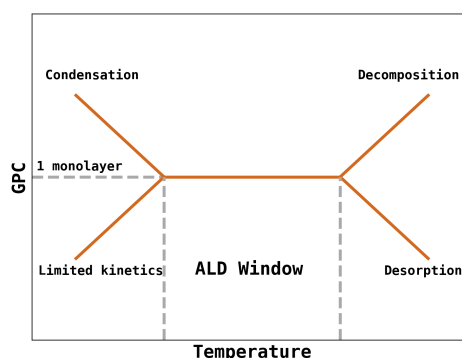 Condensation
Decomposition
1 monolayer
GPC
Limited kinetics
ALD Window
Desorption
Temperature